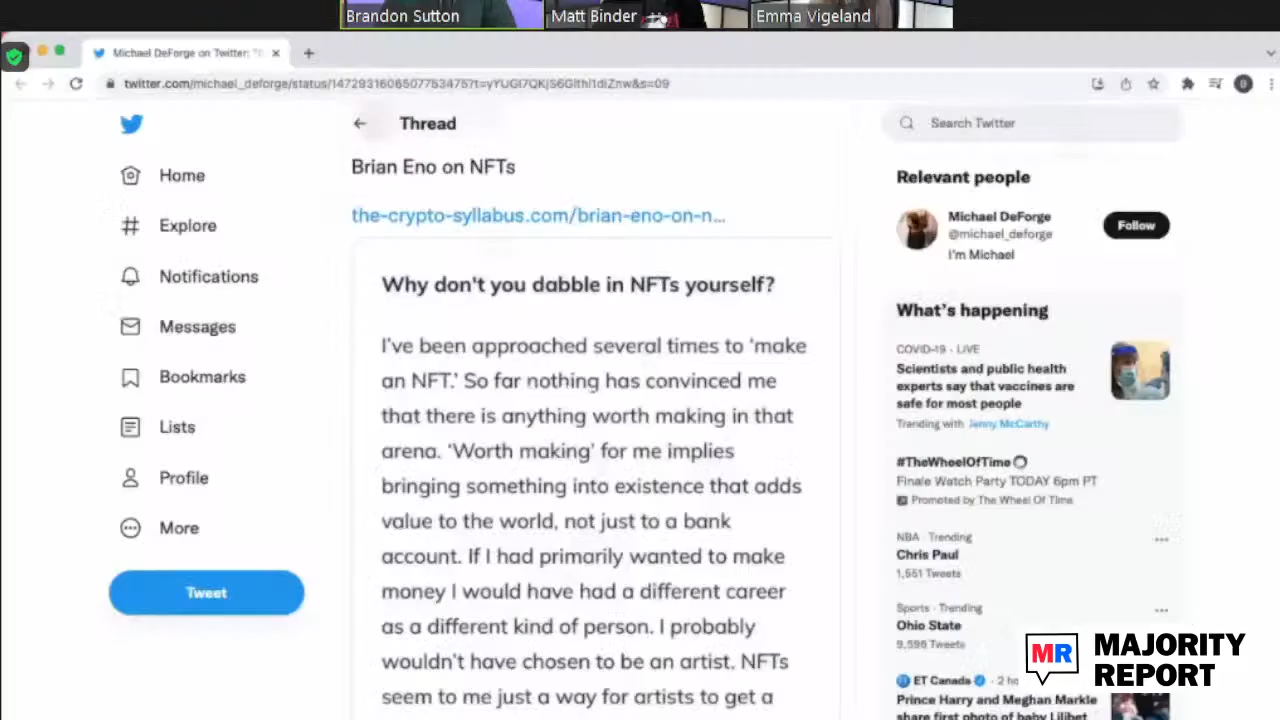 Brandon Sutton
Matt Binder
Emma Vigeland
Michael DeForge on Twitter: "
Thread
Brian Eno on NFTs
the-crypto-syllabus.com/brian-eno-on-n...
Why don't you dabble in NFTs yourself?
I've been approached several times to 'make
an NFT.' So far nothing has convinced me
that there is anything worth making in that
arena. 'Worth making' for me implies
bringing something into existence that adds
value to the world, not just to a bank
account. If I had primarily wanted to make
money I would have had a different career
as a different kind of person. I probably
wouldn't have chosen to be an artist. NFTs
seem to me just a way for artists to get a
Home
Explore
Notifications
Messages
Bookmarks
Lists
Profile
More
Tweet
Search Twitter
Relevant people
Michael DeForge
@michael_deforge
I'm Michael
Follow
What's happening
COVID-19 · LIVE
Scientists and public health
experts say that vaccines are
safe for most people
Trending with Jenny McCarthy
#TheWheelOfTime
Finale Watch Party TODAY 6pm PT
Promoted by The Wheel Of Time
NBA · Trending
Chris Paul
1,551 Tweets
Sports · Trending
Ohio State
9,596 Tweets
ET Canada · 2 ho
Prince Harry and Meghan Markle
share first photo of baby Lilibet
MR MAJORITY
REPORT